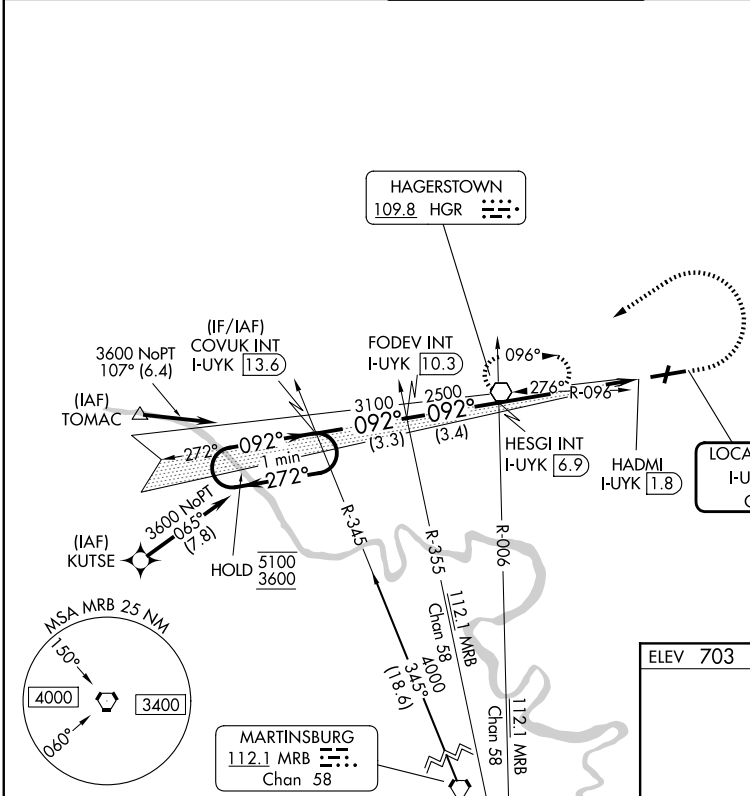 HAGERSTOWN
109.8 HGR
(IF/IAF)
COVUK INT
I-UYK 13.6
FODEV INT
I-UYK 10.3
096°
3600 NoPT
107° (6.4)
(IAF)
TOMAC
276°
R-096
3100
2500
092°
(3.3)
092°
(3.4)
272°
092°
1 min
272°
HESGI INT
I-UYK 6.9
HADMI
I-UYK 1.8
LOCA
I-U
3600 NoPT
065°
(7.8)
(IAF)
KUTSE
HOLD 5100
3600
R-345
R-355
R-006
112.1 MRB
Chan 58
4000
345°
(18.6)
112.1 MRB
Chan 58
MSA MRB 25 NM
150°
4000
3400
060°
MARTINSBURG
112.1 MRB
Chan 58
ELEV 703